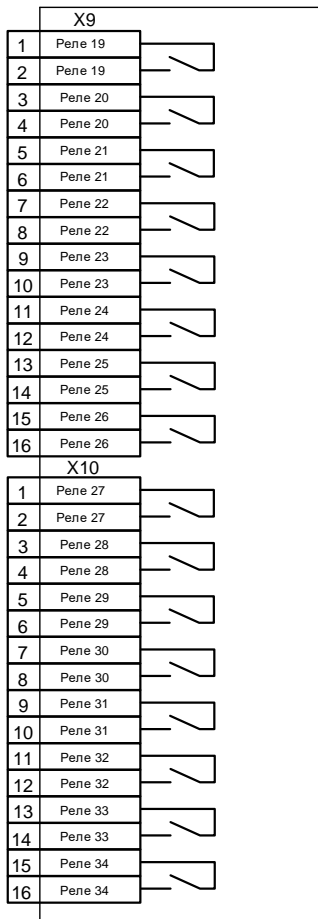 X9
1 Реле 19
2 Реле 19
3 Реле 20
4 Реле 20
5 Реле 21
6 Реле 21
7 Реле 22
8 Реле 22
9 Реле 23
10 Реле 23
11 Реле 24
12 Реле 24
13 Реле 25
14 Реле 25
15 Реле 26
16 Реле 26
X10
1 Реле 27
2 Реле 27
3 Реле 28
4 Реле 28
5 Реле 29
6 Реле 29
7 Реле 30
8 Реле 30
9 Реле 31
10 Реле 31
11 Реле 32
12 Реле 32
13 Реле 33
14 Реле 33
15 Реле 34
16 Реле 34